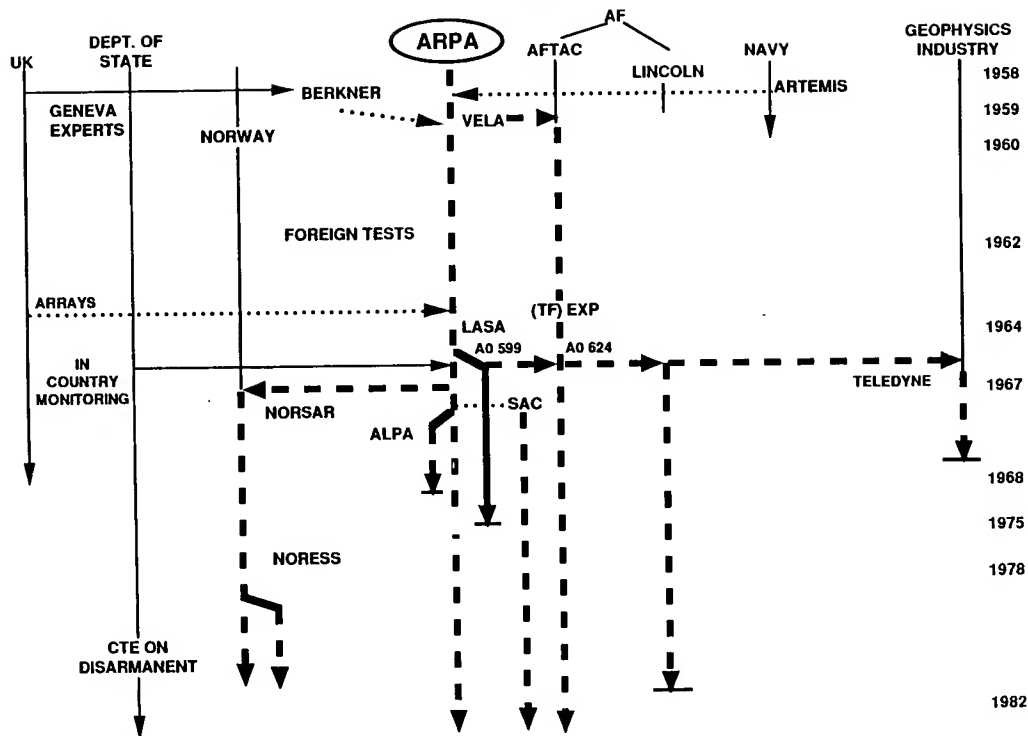 AF
DEPT. OF
STATE
ARPA
AFTAC
NAVY
GEOPHYSICS
INDUSTRY
UK
LINCOLN
1958
BERKNER
ARTEMIS
GENEVA
EXPERTS
1959
NORWAY
VELA
1960
FOREIGN TESTS
1962
ARRAYS
(TF) EXP
LASA
1964
A0 599
A0 624
IN
COUNTRY
MONITORING
TELEDYNE
1967
NORSAR
SAC
ALPA
1968
1975
NORESS
1978
CTE ON
DISARMANENT
1982